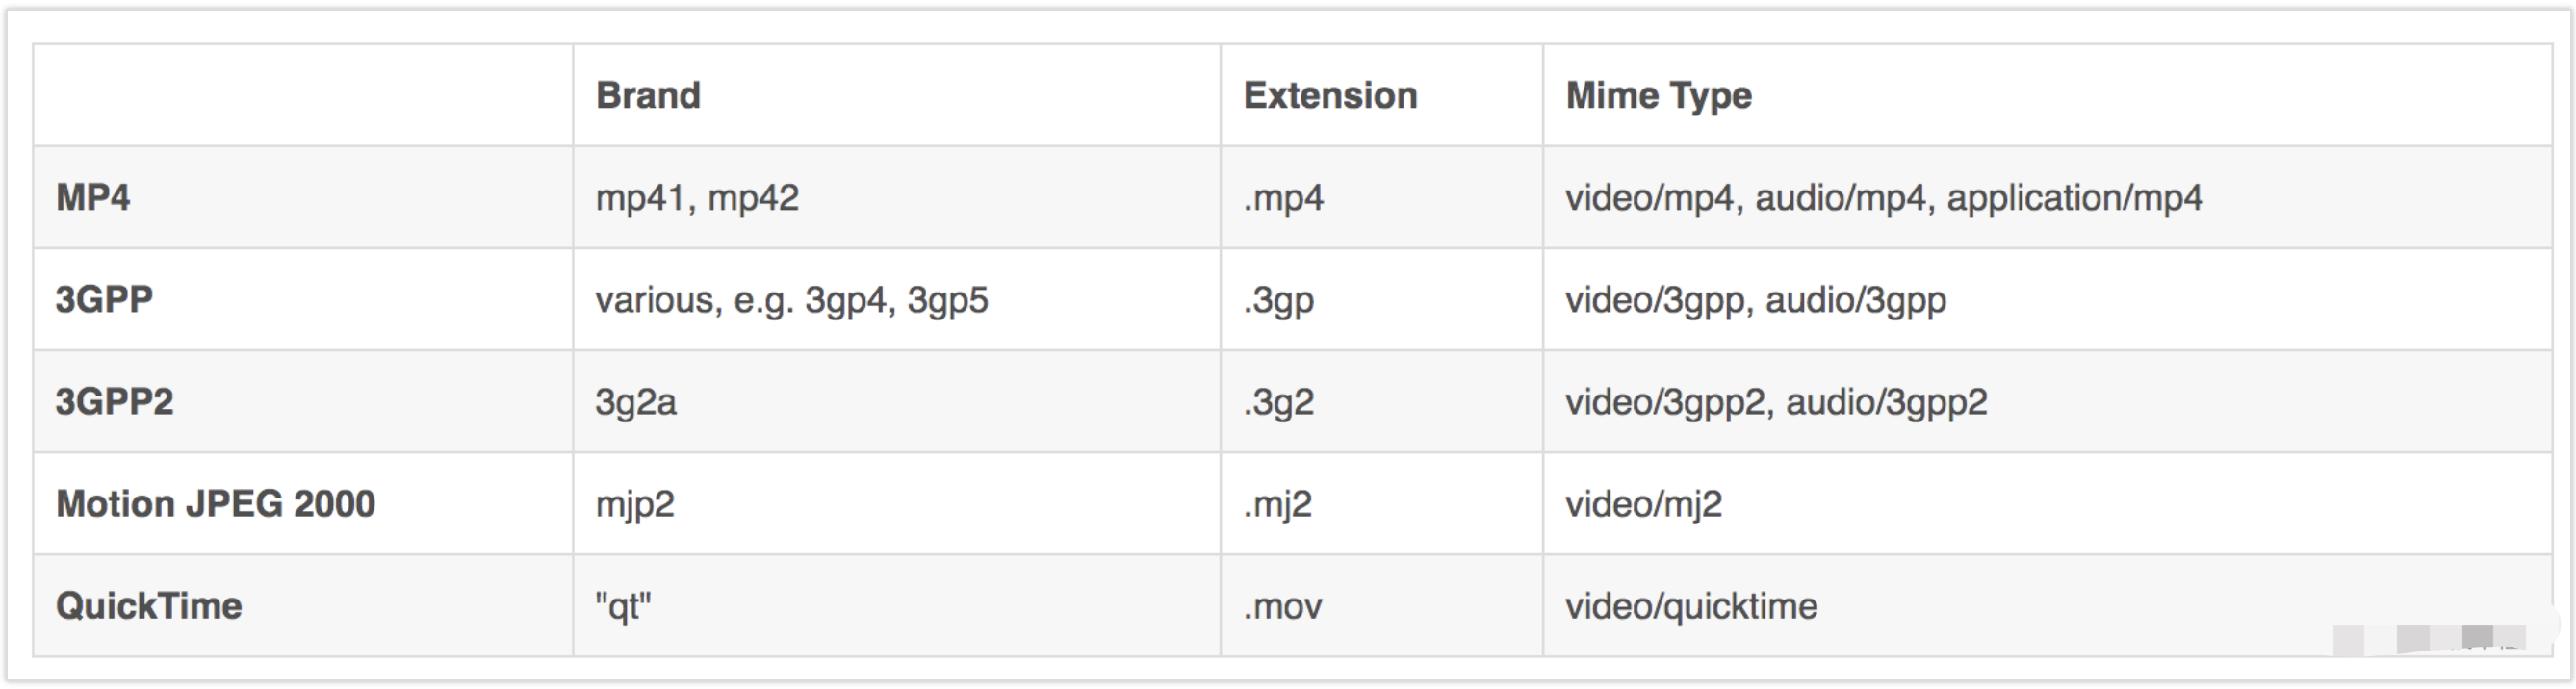 Brand Extension Mime Type
MP4 mp41, mp42 .mp4 video/mp4, audio/mp4, application/mp4
3GPP various, e.g. 3gp4, 3gp5 .3gp video/3gpp, audio/3gpp
3GPP2 3g2a .3g2 video/3gpp2, audio/3gpp2
Motion JPEG 2000 mjp2 .mj2 video/mj2
QuickTime "qt" .mov video/quicktime